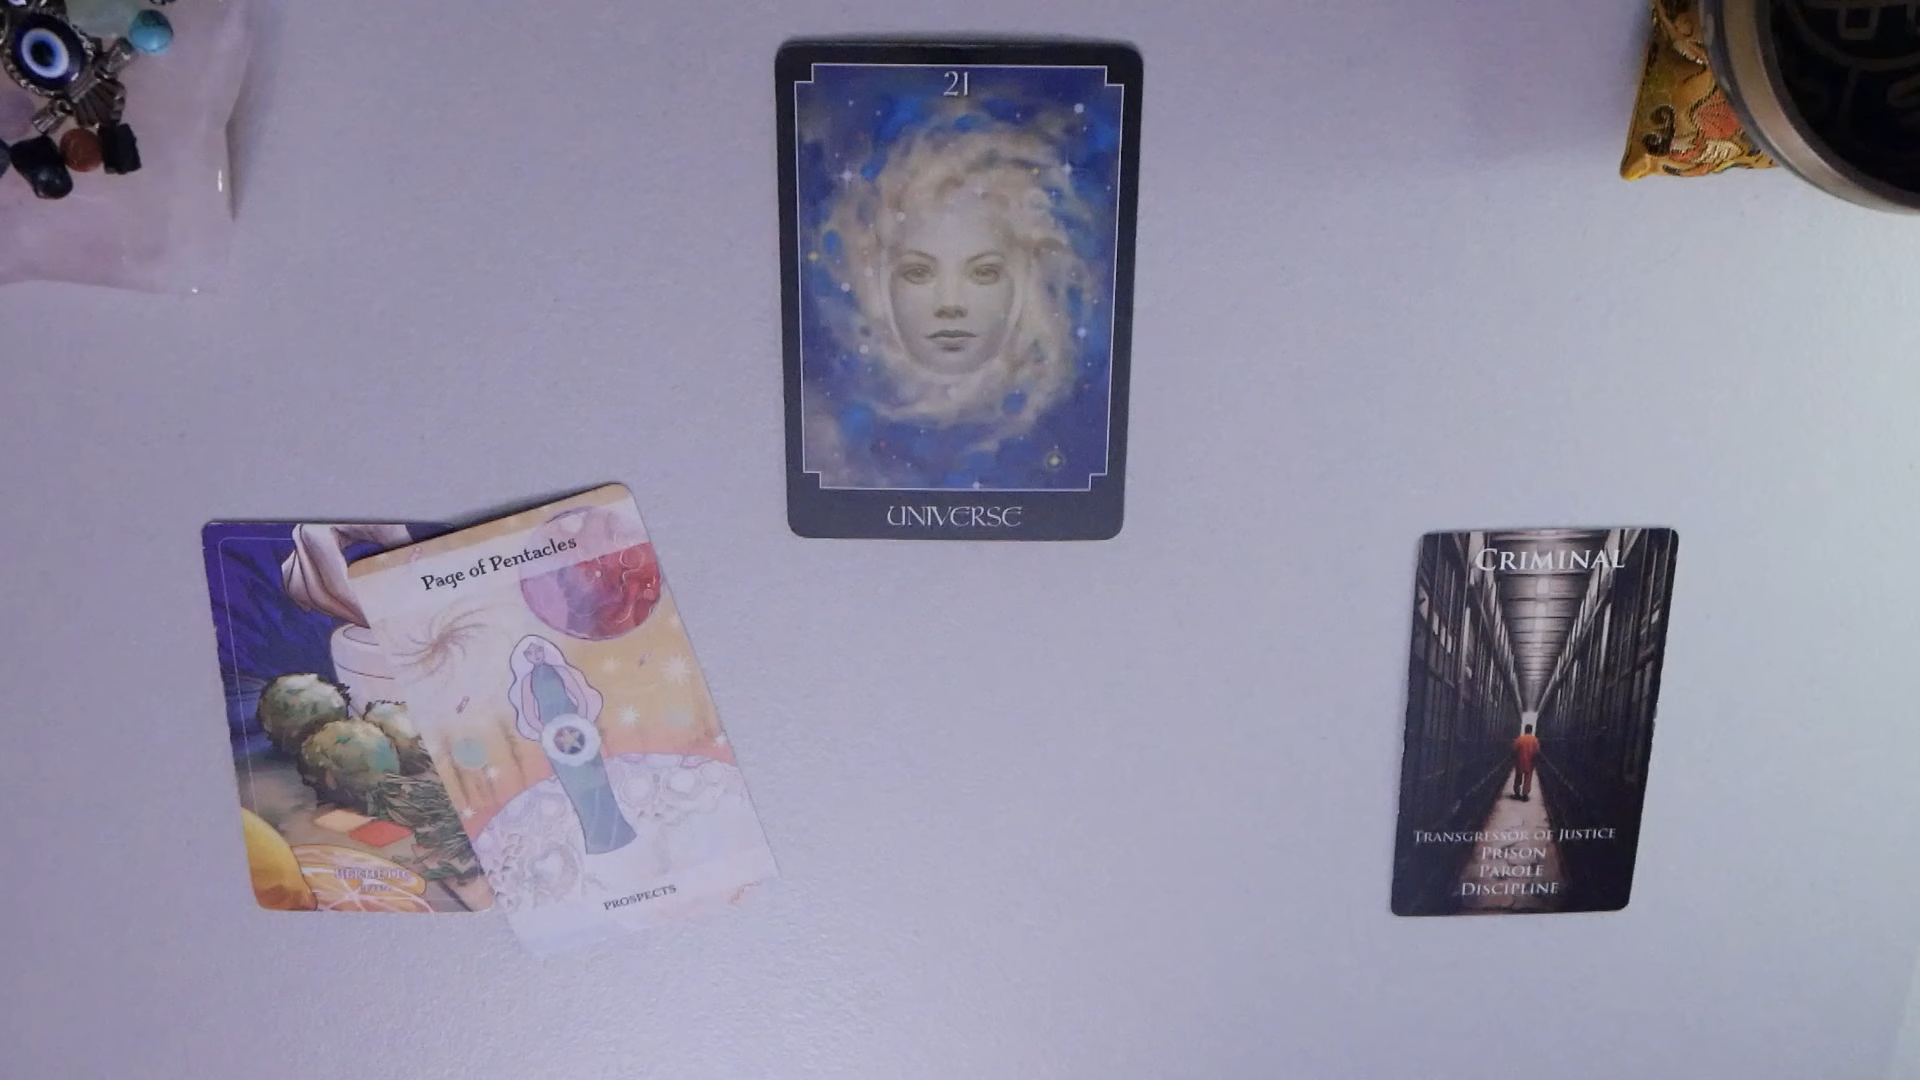 21
UNIVERSE
Page of Pentacles
PROSPECTS
CRIMINAL
TRANSGRESSOR OF JUSTICE
PRISON
PAROLE
DISCIPLINE